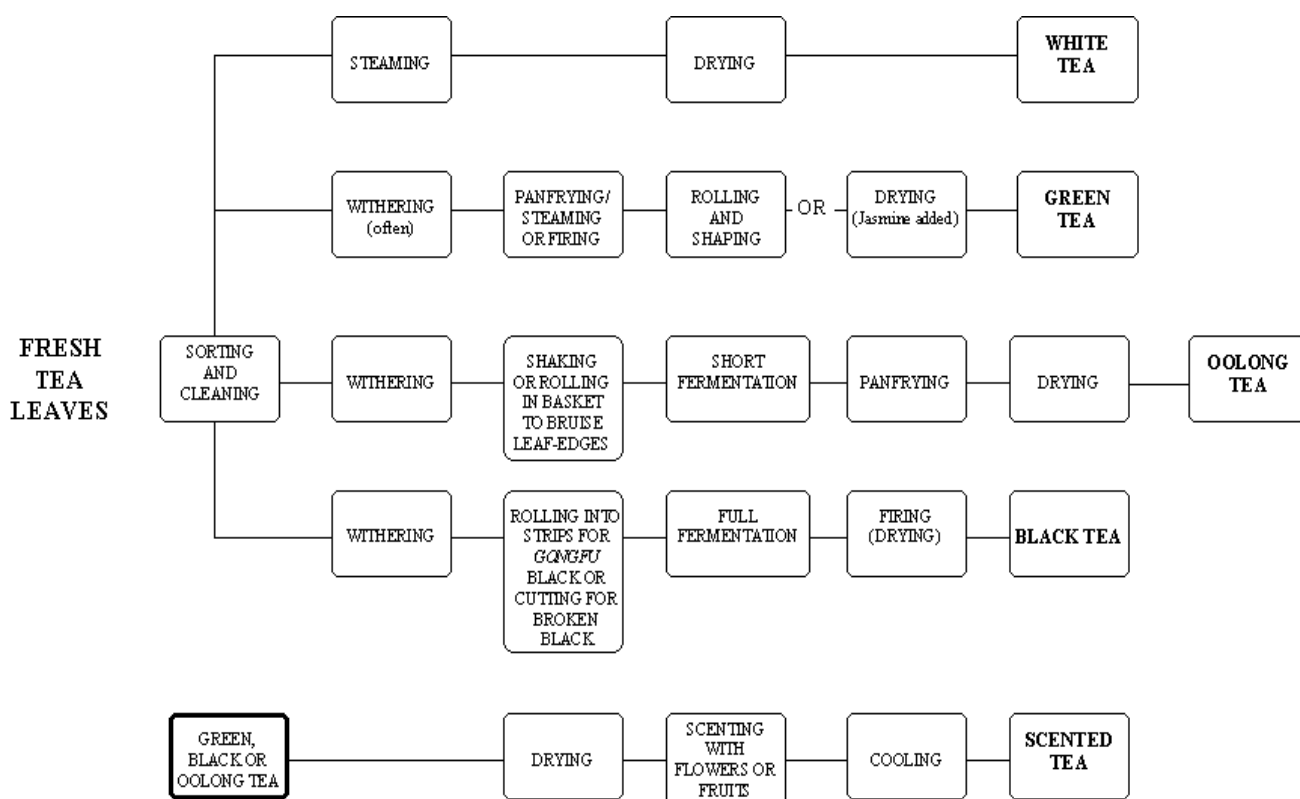 STEAMING
DRYING
WHITE
TEA
WITHERING
(often)
PANFRYING/
STEAMING
OR FIRING
ROLLING
AND
SHAPING
OR
DRYING
(Jasmine added)
GREEN
TEA
FRESH
TEA
LEAVES
SORTING
AND
CLEANING
WITHERING
SHAKING
OR ROLLING
IN BASKET
TO BRUISE
LEAF-EDGES
SHORT
FERMENTATION
PANFRYING
DRYING
OOLONG
TEA
WITHERING
ROLLING INTO
STRIPS FOR
GONGFU
BLACK OR
CUTTING FOR
BROKEN
BLACK
FULL
FERMENTATION
FIRING
(DRYING)
BLACK TEA
GREEN,
BLACK OR
OOLONG TEA
DRYING
SCENTING
WITH
FLOWERS OR
FRUITS
COOLING
SCENTED
TEA